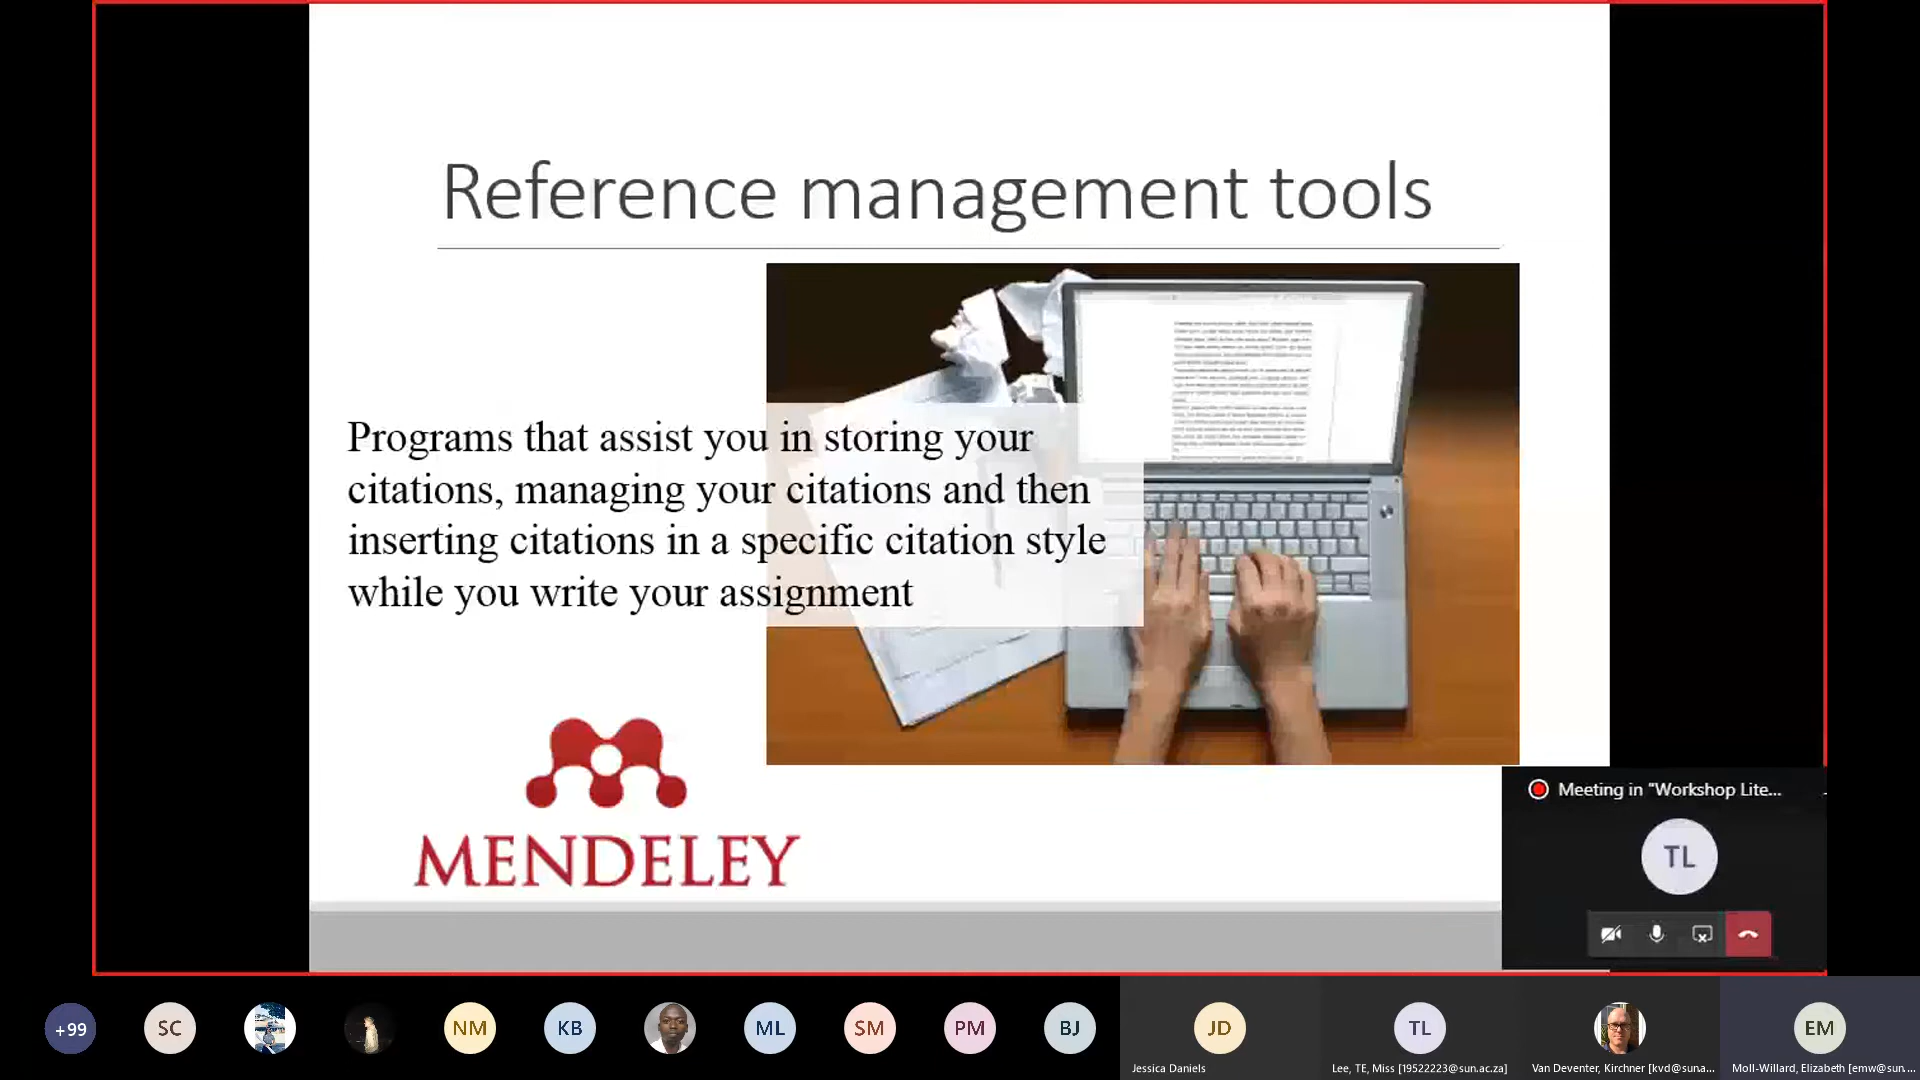 Reference management tools
Programs that assist you in storing your
citations, managing your citations and then
inserting citations in a specific citation style
while you write your assignment
MENDELEY
Meeting in "Workshop Lite...
TL
+99
SC
NM
KB
ML
SM
PM
BJ
JD
TL
EM
Jessica Daniels
Lee, TE, Miss [19522223@sun.ac.za]
Van Deventer, Kirchner [kvd@suna...
Moll-Willard, Elizabeth [emw@sun....